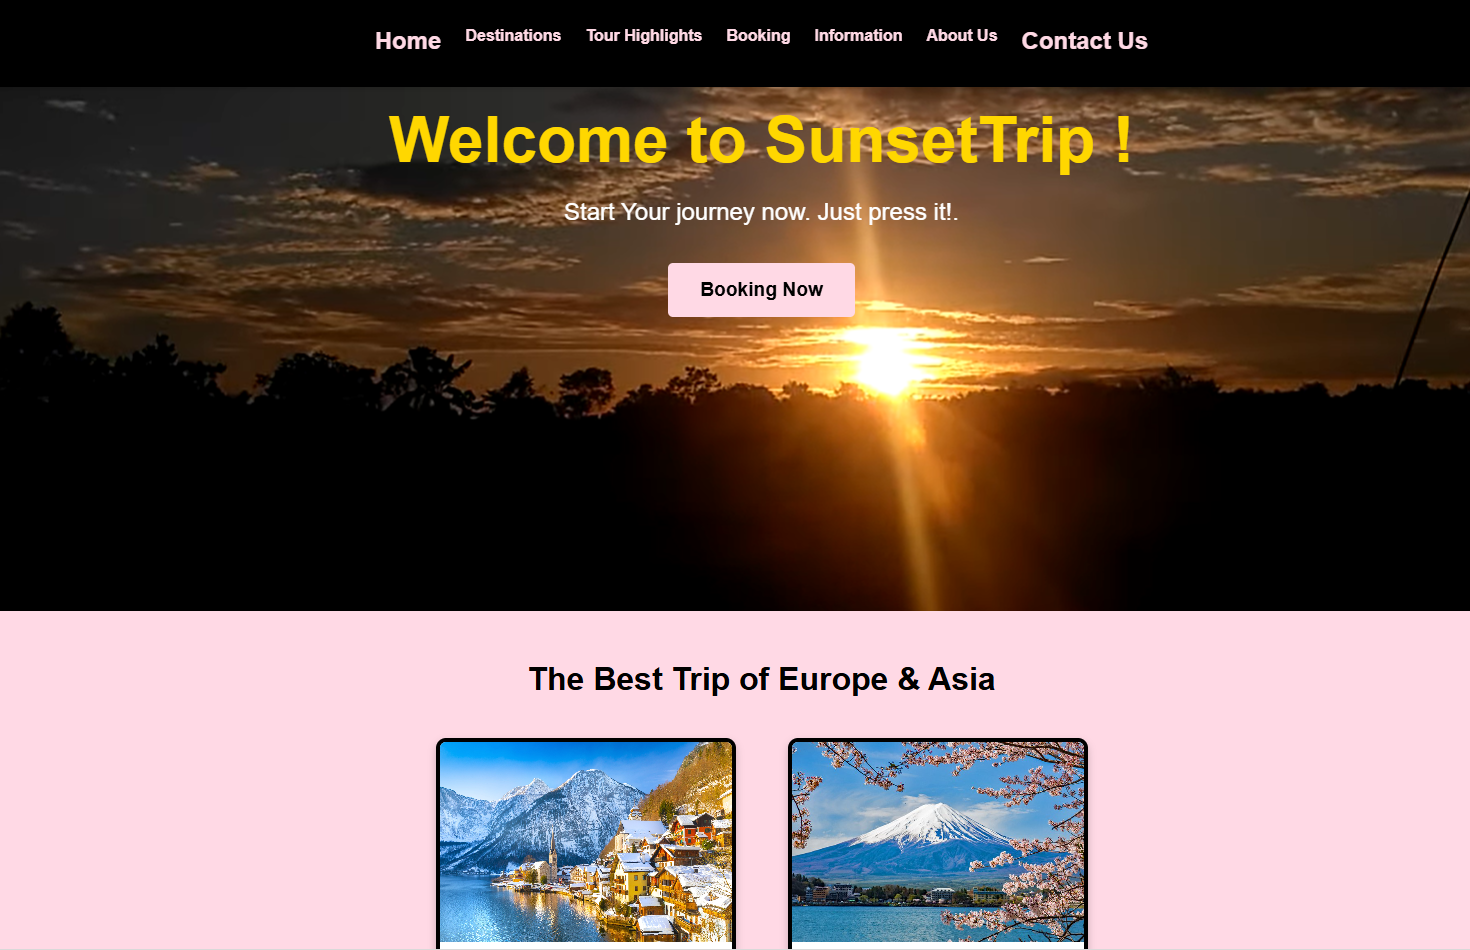 Home Destinations Tour Highlights Booking Information About Us Contact Us
Welcome to SunsetTrip !
Start Your journey now. Just press it!.
Booking Now
The Best Trip of Europe & Asia